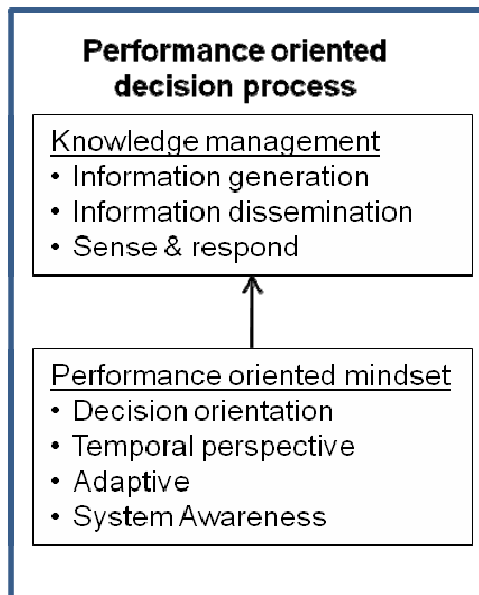 Performance oriented
decision process
Knowledge management
• Information generation
• Information dissemination
• Sense & respond
Performance oriented mindset
• Decision orientation
• Temporal perspective
• Adaptive
• System Awareness